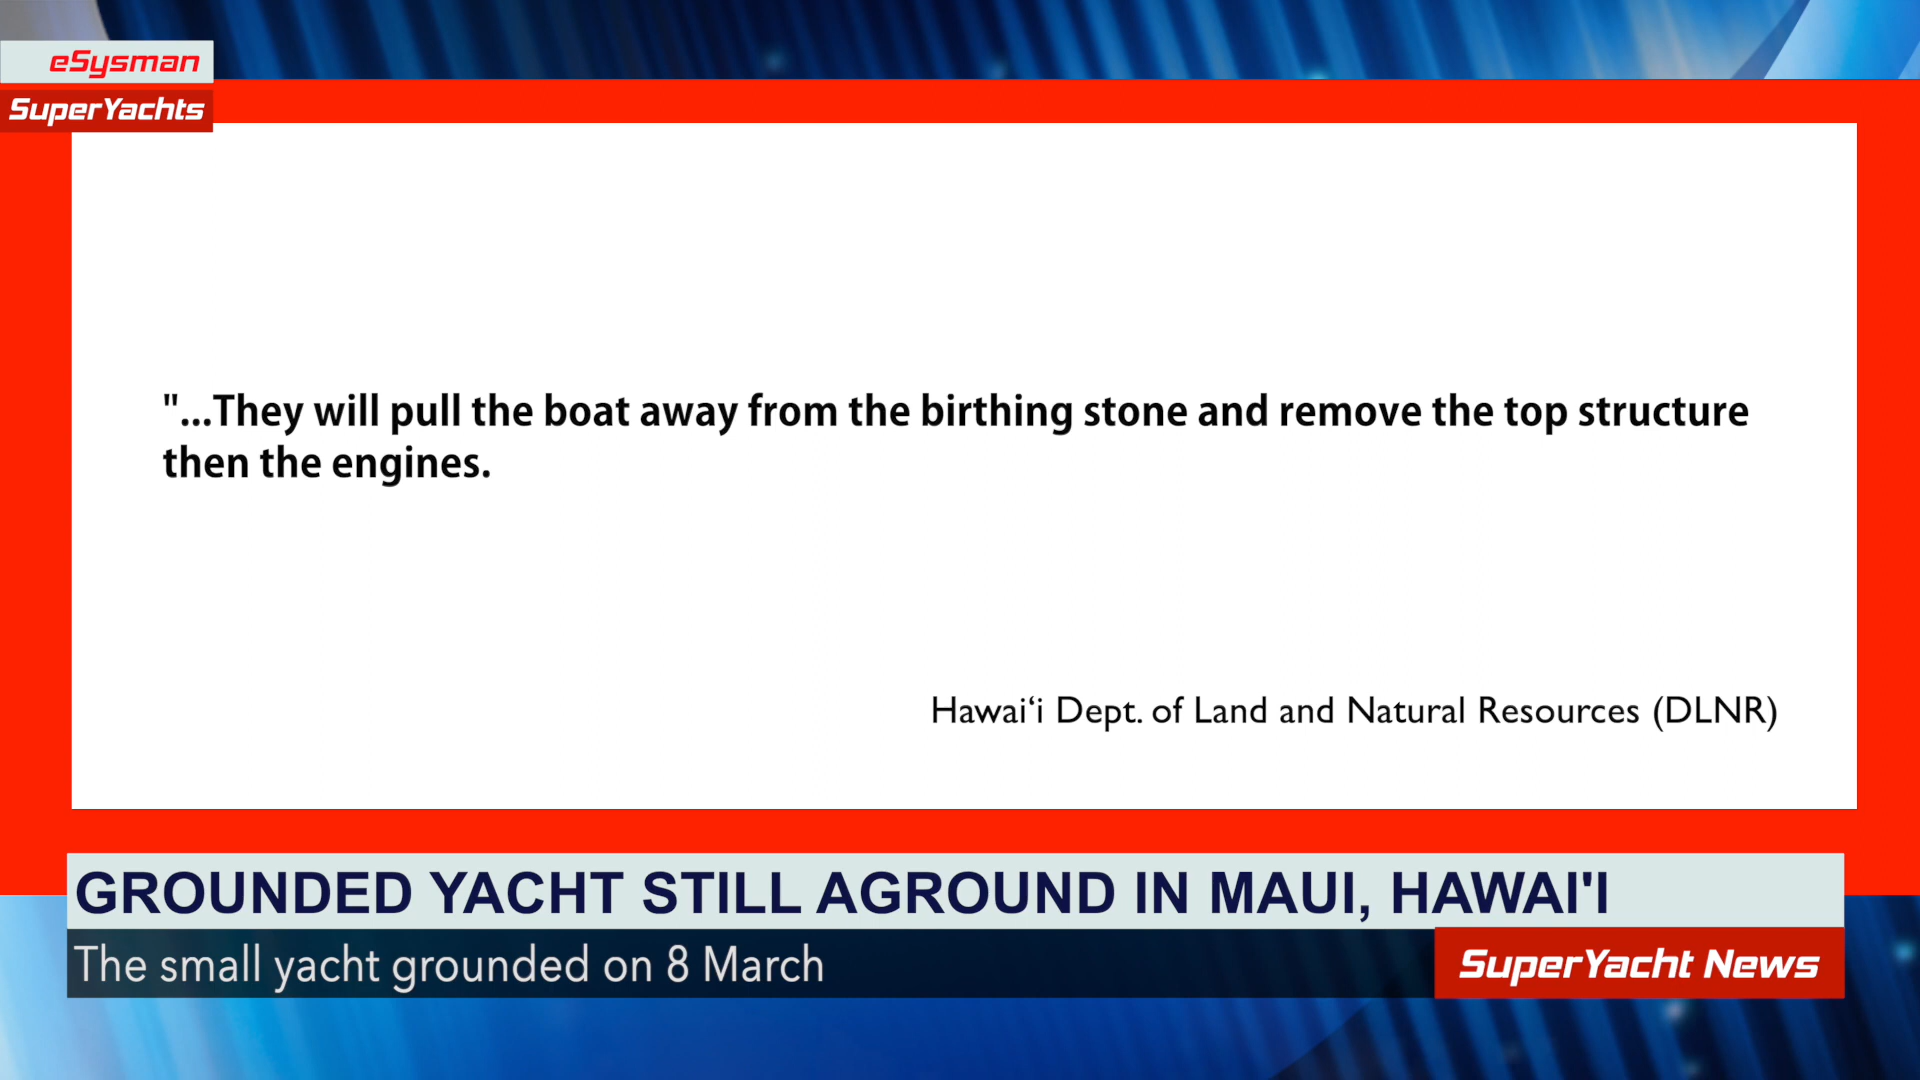 eSysman
SuperYachts
"...They will pull the boat away from the birthing stone and remove the top structure
then the engines.
Hawai‘i Dept. of Land and Natural Resources (DLNR)
GROUNDED YACHT STILL AGROUND IN MAUI, HAWAI'I
The small yacht grounded on 8 March
SuperYacht News